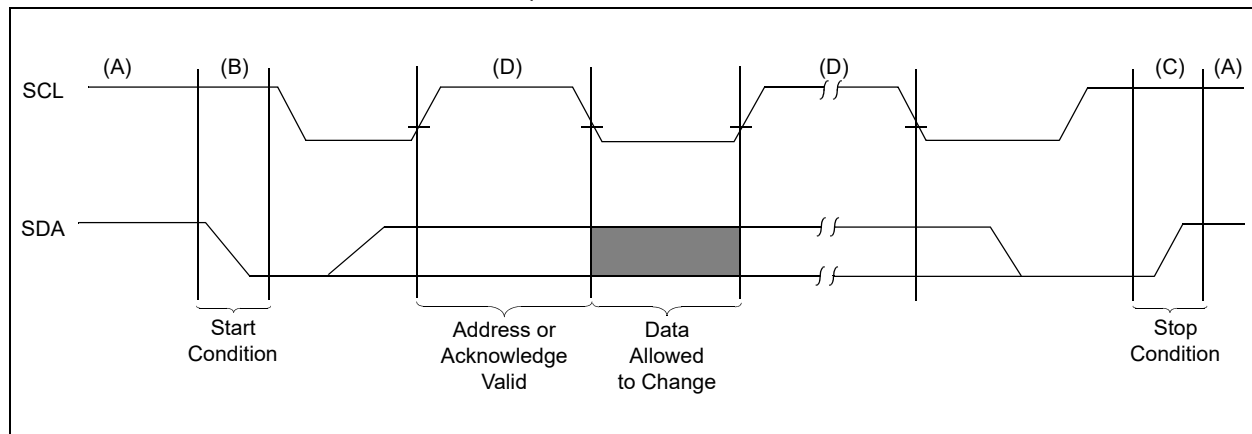 (A) (B) (D) (D) (C) (A)
SCL
SDA
Start
Condition
Address or
Acknowledge
Valid
Data
Allowed
to Change
Stop
Condition